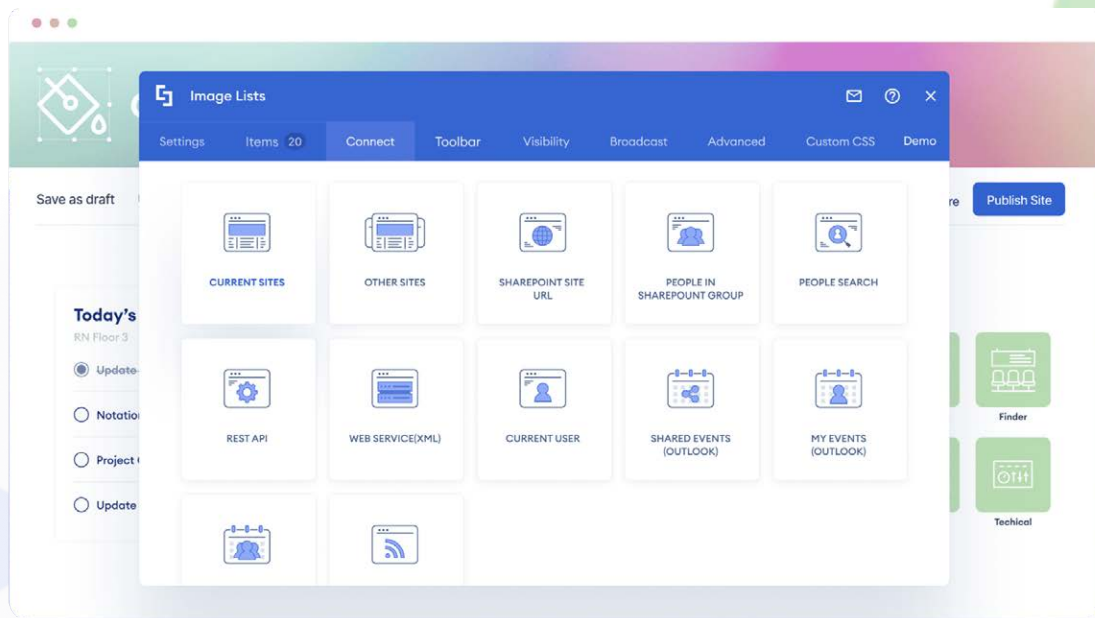 Image Lists
Settings Items 20 Connect Toolbar Visibility Broadcast Advanced Custom CSS Demo
Save as draft
re
Publish Site
CURRENT SITES
OTHER SITES
SHAREPOINT SITE
URL
PEOPLE IN
SHAREPOUNT GROUP
PEOPLE SEARCH
REST API
WEB SERVICE(XML)
CURRENT USER
SHARED EVENTS
(OUTLOOK)
MY EVENTS
(OUTLOOK)
Today's
RN Floor 3
Update
Notation
Project
Update
Finder
Techical